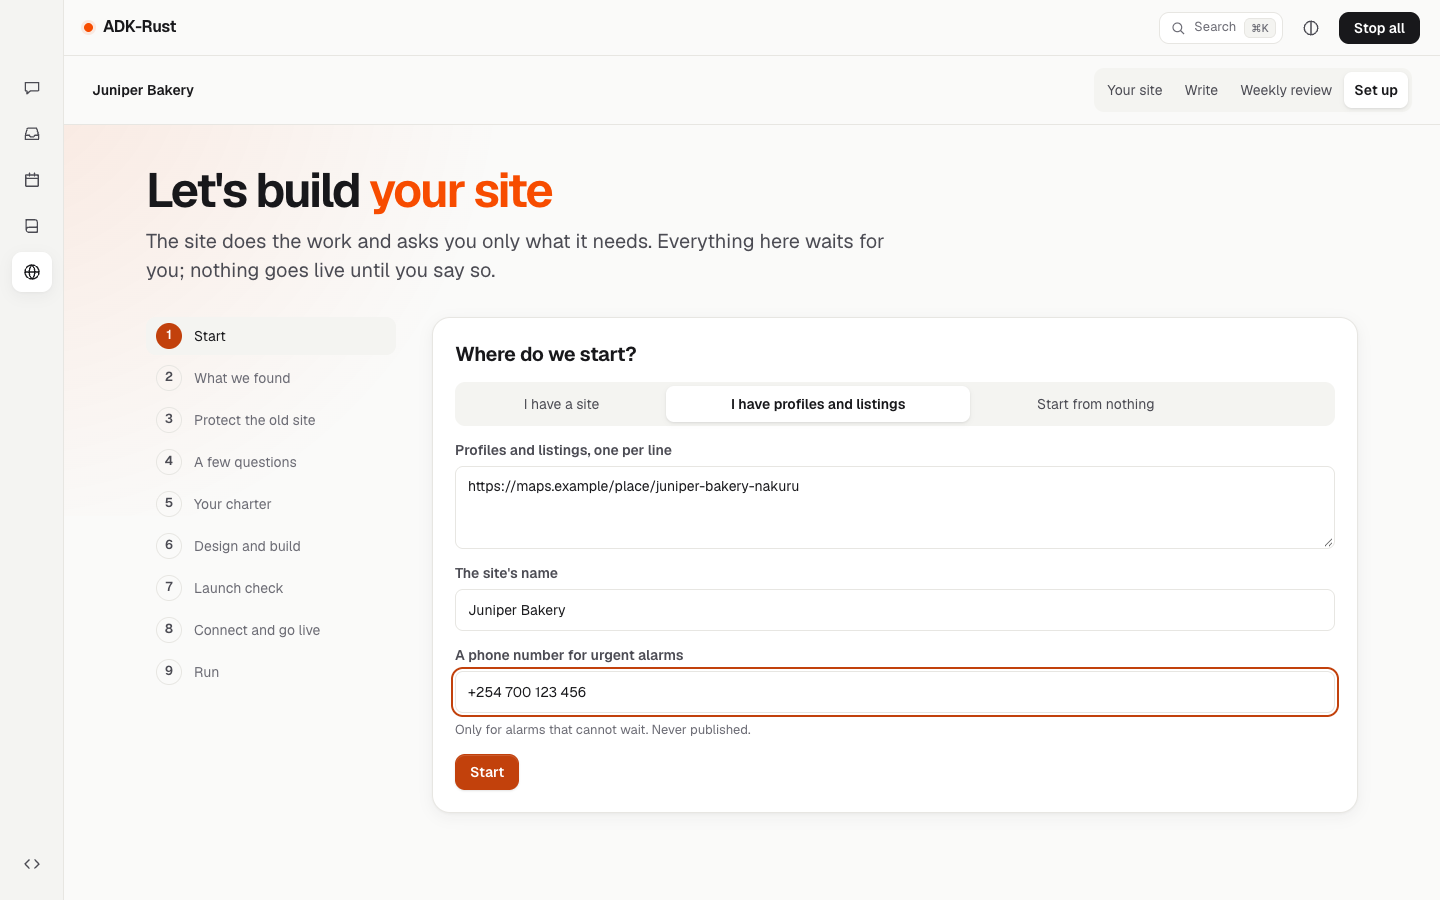 ADK-Rust
Search ⌘K
Stop all
Juniper Bakery
Your site
Write
Weekly review
Set up
Let's build your site
The site does the work and asks you only what it needs. Everything here waits for
you; nothing goes live until you say so.
1 Start
2 What we found
3 Protect the old site
4 A few questions
5 Your charter
6 Design and build
7 Launch check
8 Connect and go live
9 Run
Where do we start?
I have a site
I have profiles and listings
Start from nothing
Profiles and listings, one per line
https://maps.example/place/juniper-bakery-nakuru
The site's name
Juniper Bakery
A phone number for urgent alarms
+254 700 123 456
Only for alarms that cannot wait. Never published.
Start